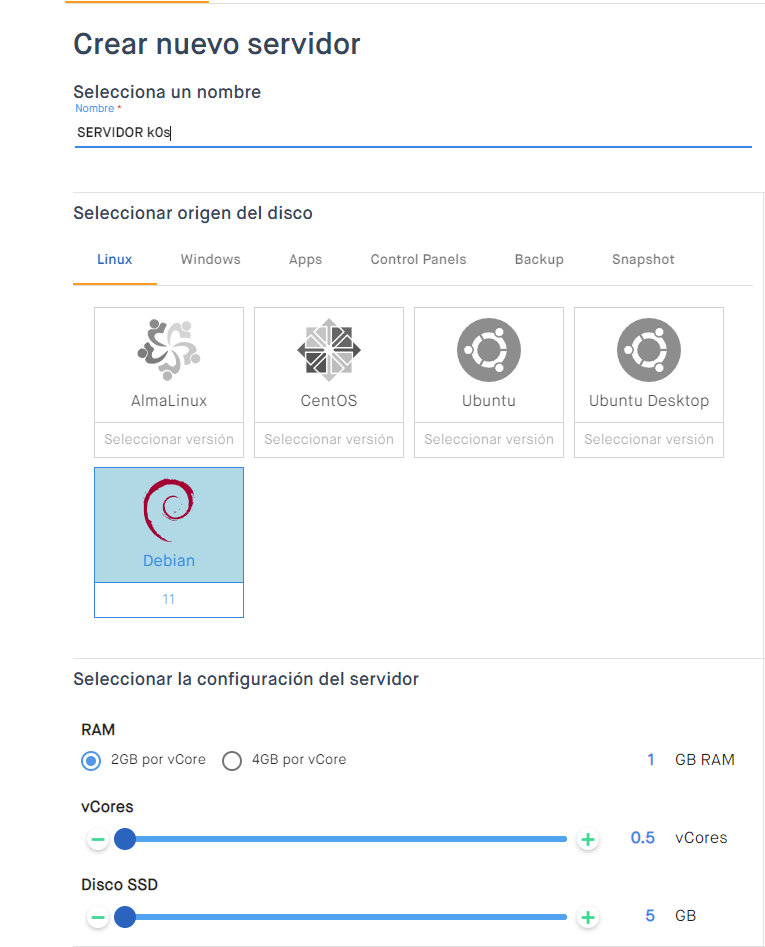 Crear nuevo servidor
Selecciona un nombre
Nombre *
SERVIDOR k0s
Seleccionar origen del disco
Linux Windows Apps Control Panels Backup Snapshot
AlmaLinux CentOS Ubuntu Ubuntu Desktop
Seleccionar versión Seleccionar versión Seleccionar versión Seleccionar versión
Debian
11
Seleccionar la configuración del servidor
RAM
2GB por vCore 4GB por vCore 1 GB RAM
vCores
0.5 vCores
Disco SSD
5 GB